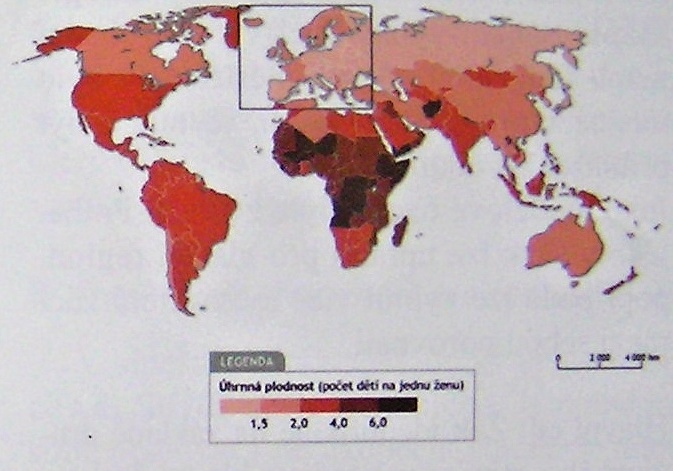 0 2 000 4 000 km
LEGENDA
Úhrnná plodnost (počet dětí na jednu ženu)
1,5 2,0 4,0 6,0